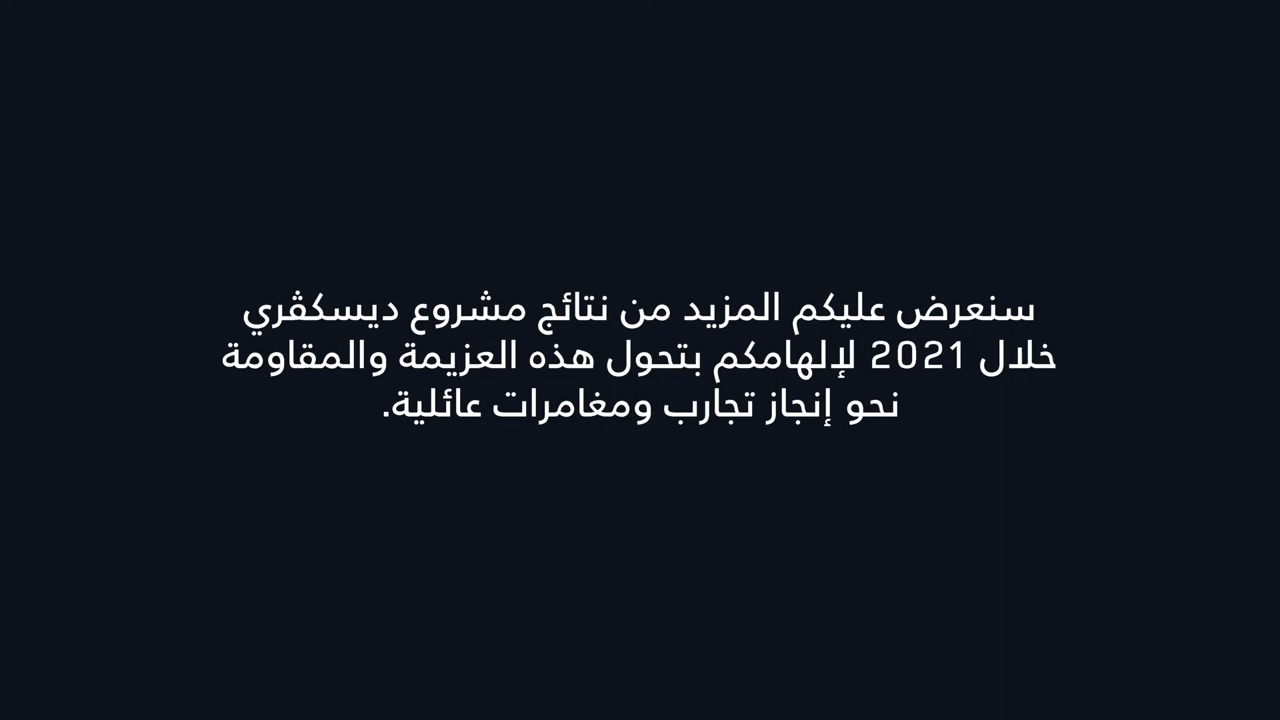 سنعرض عليكم المزيد من نتائج مشروع ديسكڤري
خلال 2021 لإلهامكم بتحول هذه العزيمة والمقاومة
نحو إنجاز تجارب ومغامرات عائلية.